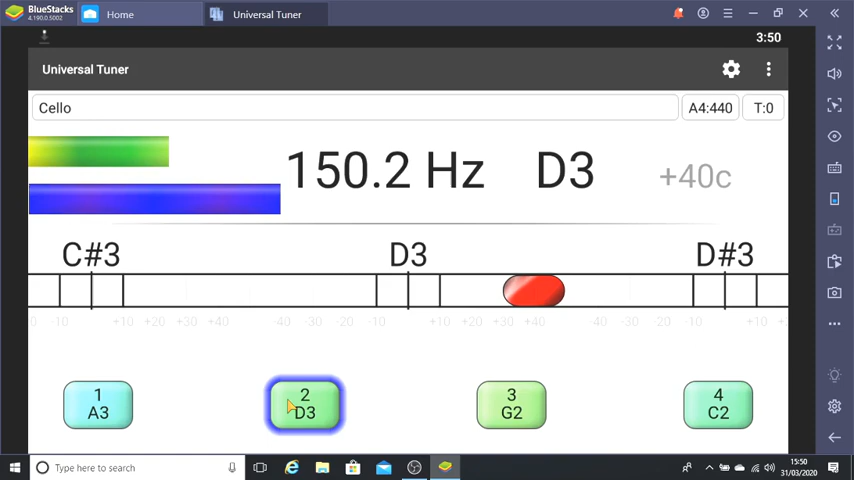 BlueStacks
4.190.0.5002
Home
Universal Tuner
3:50
Universal Tuner
Cello
A4:440
T:0
150.2 Hz D3 +40c
C#3 D3 D#3
0 -10 +10 +20 +30 +40 -40 -30 -20 -10 +10 +20 +30 +40 -40 -30 -20 -10 +10 +2
1 2 3 4
A3 D3 G2 C2
Type here to search
15:50
31/03/2020